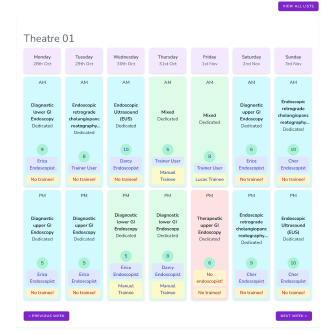 VIEW ALL LISTS
Theatre 01
Monday
28th Oct
Tuesday
29th Oct
Wednesday
30th Oct
Thursday
31st Oct
Friday
1st Nov
Saturday
2nd Nov
Sunday
3rd Nov
AM
Diagnostic
lower GI
Endoscopy
Dedicated
9
Erica
Endoscopist
No trainee!
AM
Endoscopic
retrograde
cholangiopanc
reatography...
Dedicated
8
Trainer User
No trainee!
AM
Endoscopic
Ultrasound
(EUS)
Dedicated
10
Darcy
Endoscopist
No trainee!
AM
Mixed
Dedicated
Trainer User
Manual
Trainee
AM
Mixed
Dedicated
8
Trainer User
Lucas Trainee
AM
Diagnostic
upper GI
Endoscopy
Dedicated
Erica
Endoscopist
No trainee!
AM
Endoscopic
retrograde
cholangiopanc
reatography...
Dedicated
10
Cher
Endoscopist
No trainee!
PM
Diagnostic
upper GI
Endoscopy
Dedicated
5
Erica
Endoscopist
No trainee!
PM
Diagnostic
upper GI
Endoscopy
Dedicated
5
Erica
Endoscopist
No trainee!
PM
Diagnostic
lower GI
Endoscopy
Dedicated
Erica
Endoscopist
Manual
Trainee
PM
Diagnostic
lower GI
Endoscopy
Dedicated
8
Darcy
Endoscopist
Manual
Trainee
PM
Therapeutic
upper GI
Endoscopy
Dedicated
6
No
endoscopist!
No trainee!
PM
Endoscopic
retrograde
cholangiopanc
reatography...
Dedicated
9
Cher
Endoscopist
No trainee!
PM
Endoscopic
Ultrasound
(EUS)
Dedicated
10
Cher
Endoscopist
No trainee!
< PREVIOUS WEEK
NEXT WEEK >